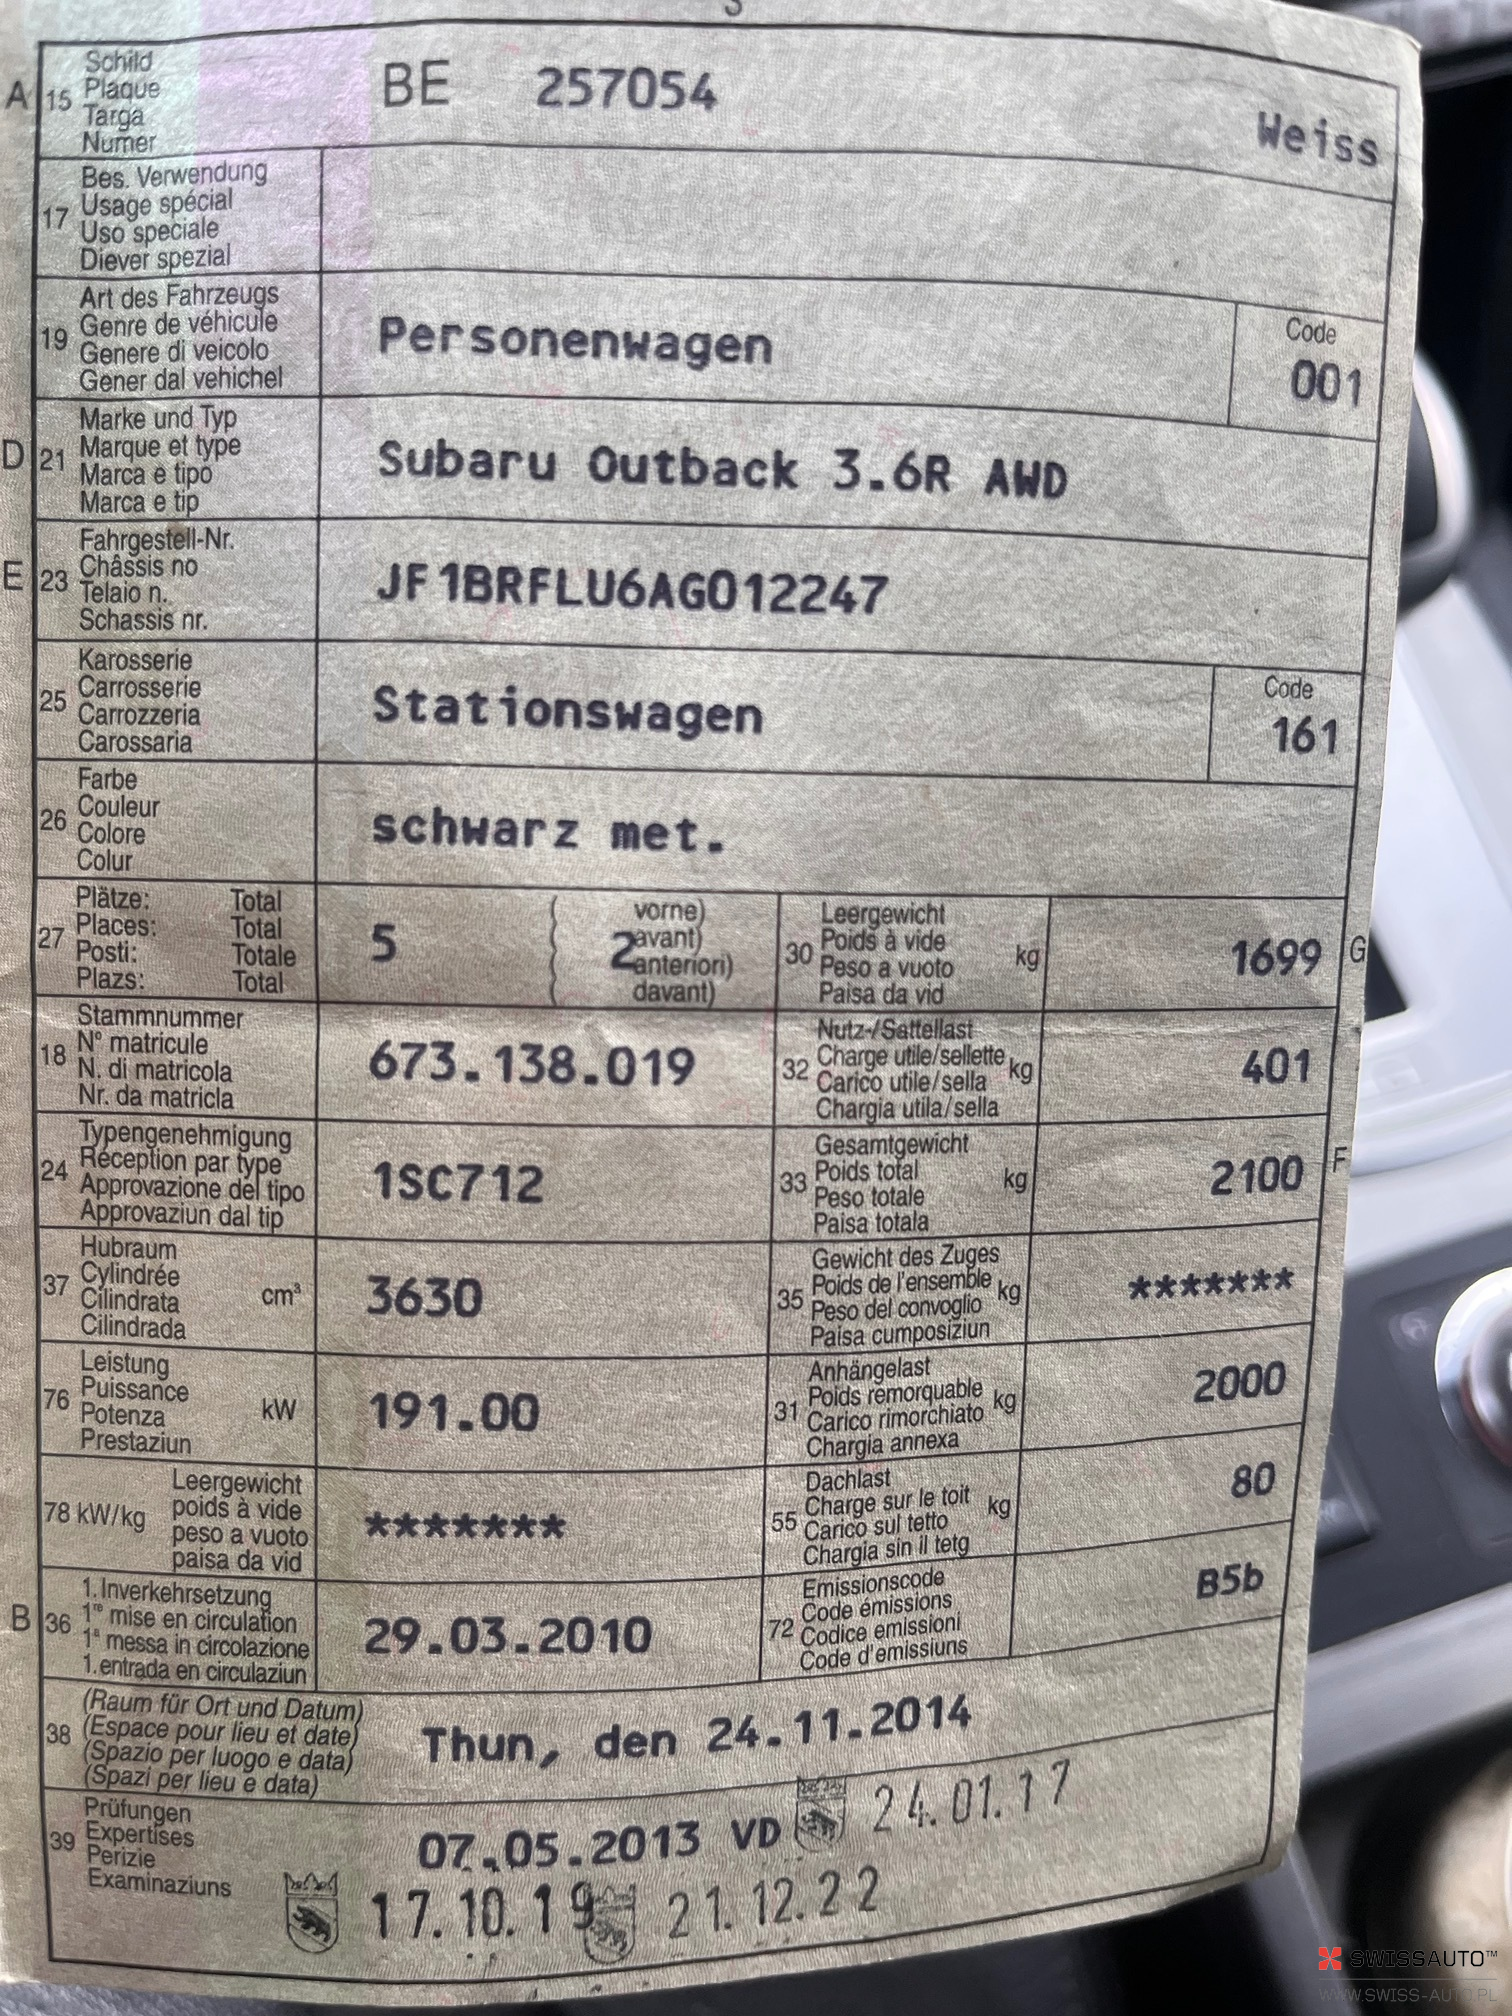 A 15 Schild BE 257054 Weiss
Plaque
Targa
Numer
17 Bes. Verwendung
Usage spécial
Uso speciale
Diever spezial
19 Art des Fahrzeugs Personenwagen Code
Genre de véhicule 001
Genere di veicolo
Gener dal vehichel
D 21 Marke und Typ Subaru Outback 3.6R AWD
Marque et type
Marca e tipo
Marca e tip
E 23 Fahrgestell-Nr. JF1BRFLU6AG012247
Châssis no
Telaio n.
Schassis nr.
25 Karosserie Stationswagen Code
Carrosserie 161
Carrozzeria
Carossaria
26 Farbe schwarz met.
Couleur
Colore
Colur
27 Plätze: Total 5 ( 2 vorne)
Places: Total ( avant)
Posti: Totale ( anteriori)
Plazs: Total ( davant)
30 Leergewicht kg 1699 G
Poids à vide
Peso a vuoto
Paisa da vid
18 Stammnummer 673.138.019
N° matricule
N. di matricola
Nr. da matricla
32 Nutz-/Sattellast kg 401
Charge utile/sellette
Carico utile/sella
Chargia utila/sella
24 Typengenehmigung 1SC712
Réception par type
Approvazione del tipo
Approvaziun dal tip
33 Gesamtgewicht kg 2100 F
Poids total
Peso totale
Paisa totala
37 Hubraum cm³ 3630
Cylindrée
Cilindrata
Cilindrada
35 Gewicht des Zuges kg *******
Poids de l'ensemble
Peso del convoglio
Paisa cumposiziun
76 Leistung kW 191.00
Puissance
Potenza
Prestaziun
31 Anhängelast kg 2000
Poids remorquable
Carico rimorchiato
Chargia annexa
78 kW/kg Leergewicht *******
poids à vide
peso a vuoto
paisa da vid
55 Dachlast kg 80
Charge sur le toit
Carico sul tetto
Chargia sin il tetg
B 36 1. Inverkehrsetzung 29.03.2010
1re mise en circulation
1a messa in circolazione
1. entrada en circulaziun
72 Emissionscode B5b
Code émissions
Codice emissioni
Code d'emissiuns
38 (Raum für Ort und Datum) Thun, den 24.11.2014
(Espace pour lieu et date)
(Spazio per luogo e data)
(Spazi per lieu e data)
39 Prüfungen 07.05.2013 VD 24.01.17
Expertises
Perizie
Examinaziuns 17.10.19 21.12.22
SWISSAUTO™
WWW.SWISS-AUTO.PL